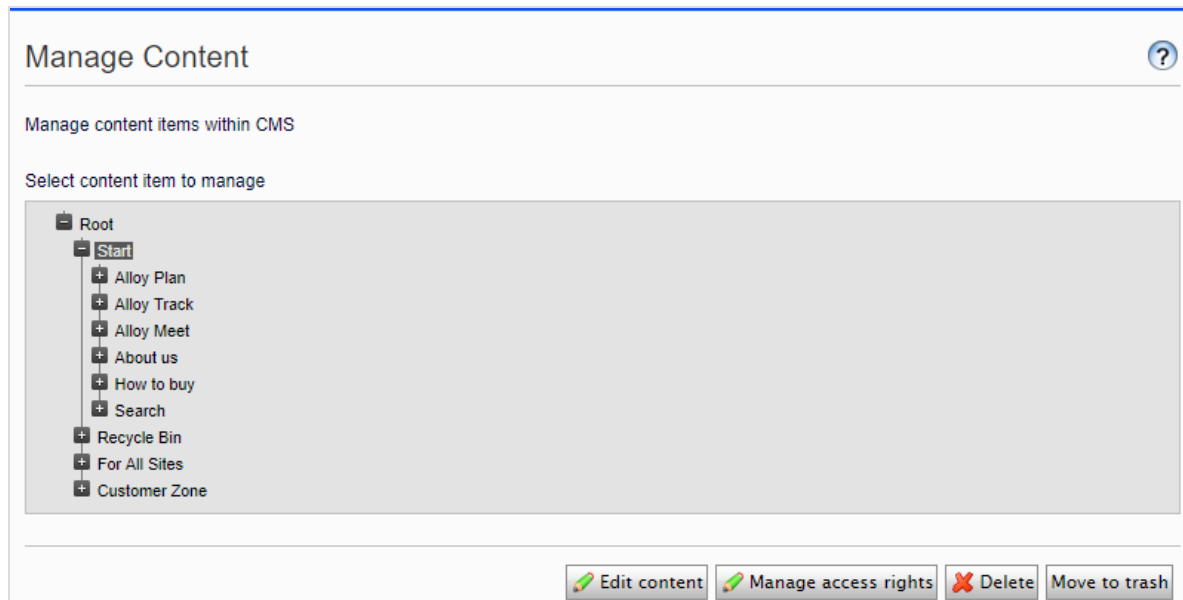 Manage Content
?
Manage content items within CMS
Select content item to manage
Root
Start
Alloy Plan
Alloy Track
Alloy Meet
About us
How to buy
Search
Recycle Bin
For All Sites
Customer Zone
Edit content Manage access rights Delete Move to trash